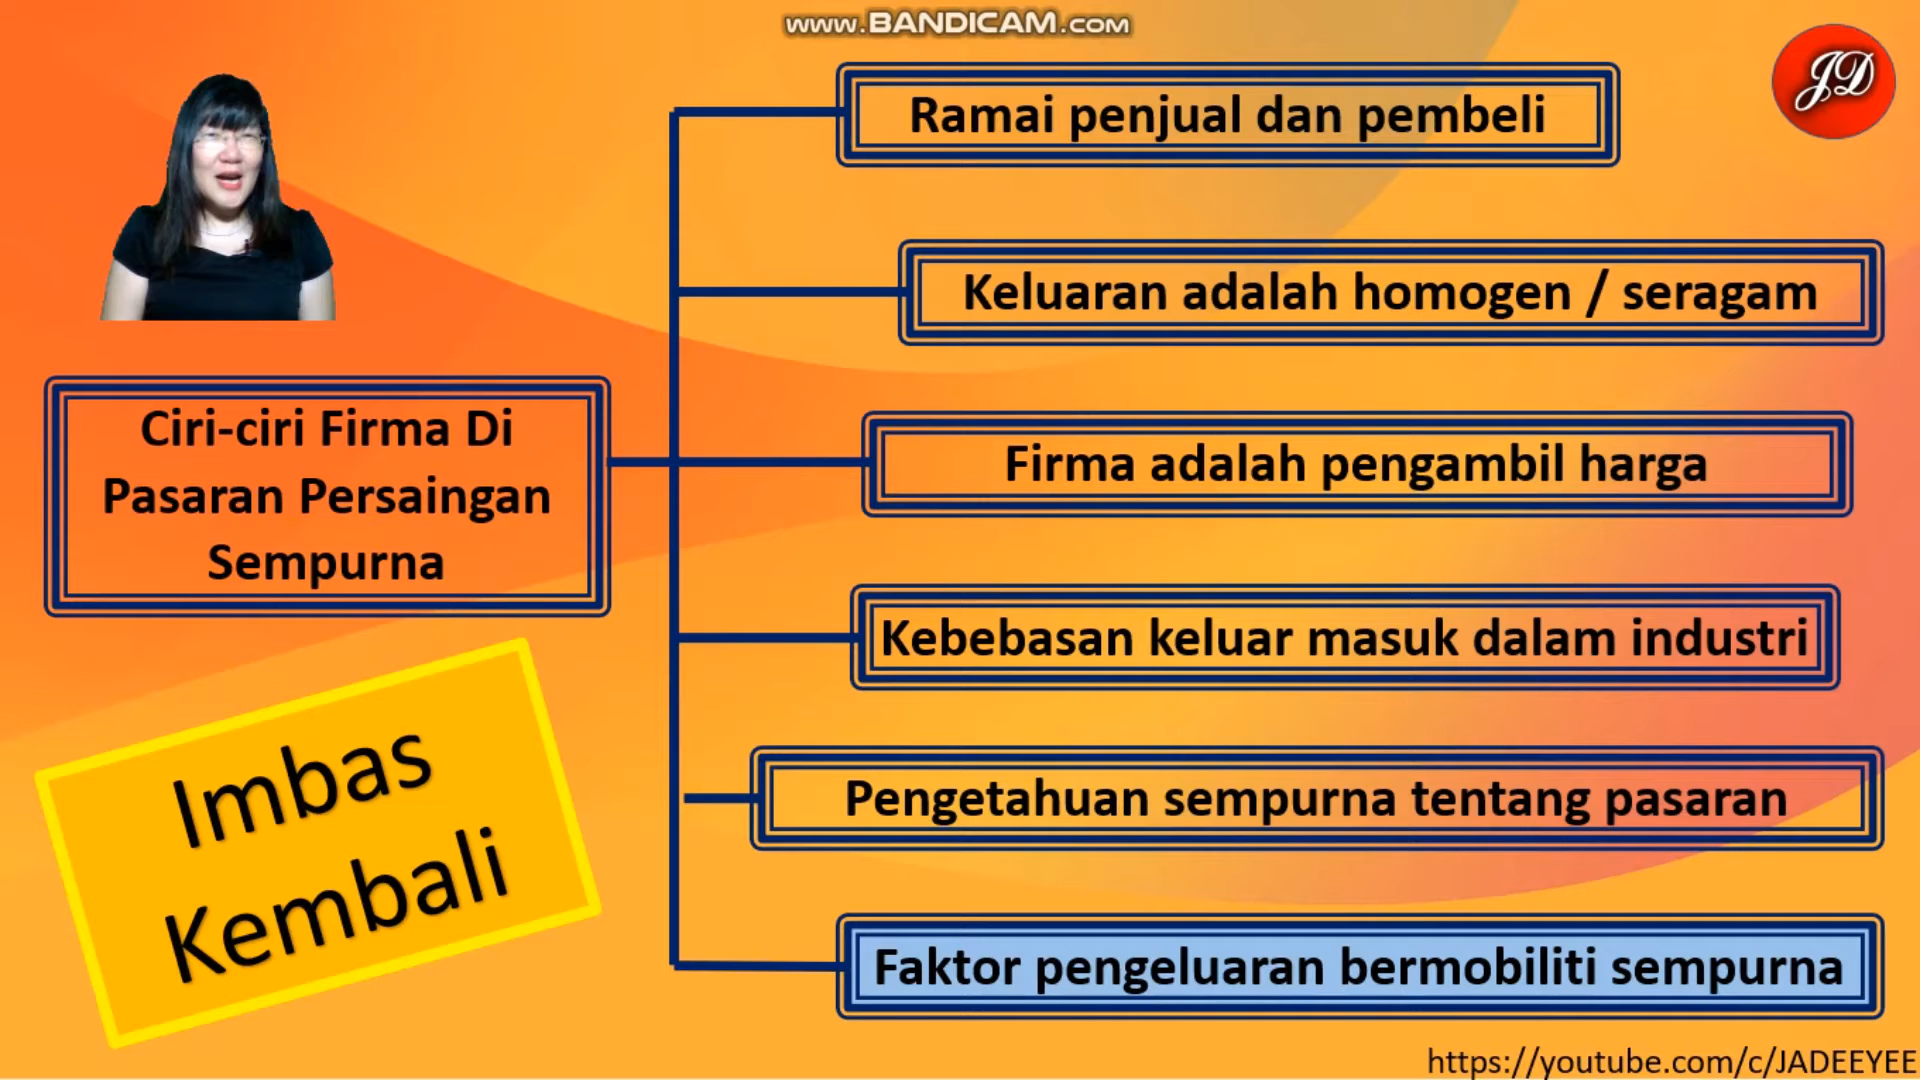 www.BANDICAM.com
JD
Ramai penjual dan pembeli
Keluaran adalah homogen / seragam
Ciri-ciri Firma Di
Pasaran Persaingan
Sempurna
Firma adalah pengambil harga
Kebebasan keluar masuk dalam industri
Pengetahuan sempurna tentang pasaran
Faktor pengeluaran bermobiliti sempurna
Imbas
Kembali
https://youtube.com/c/JADEEYEE